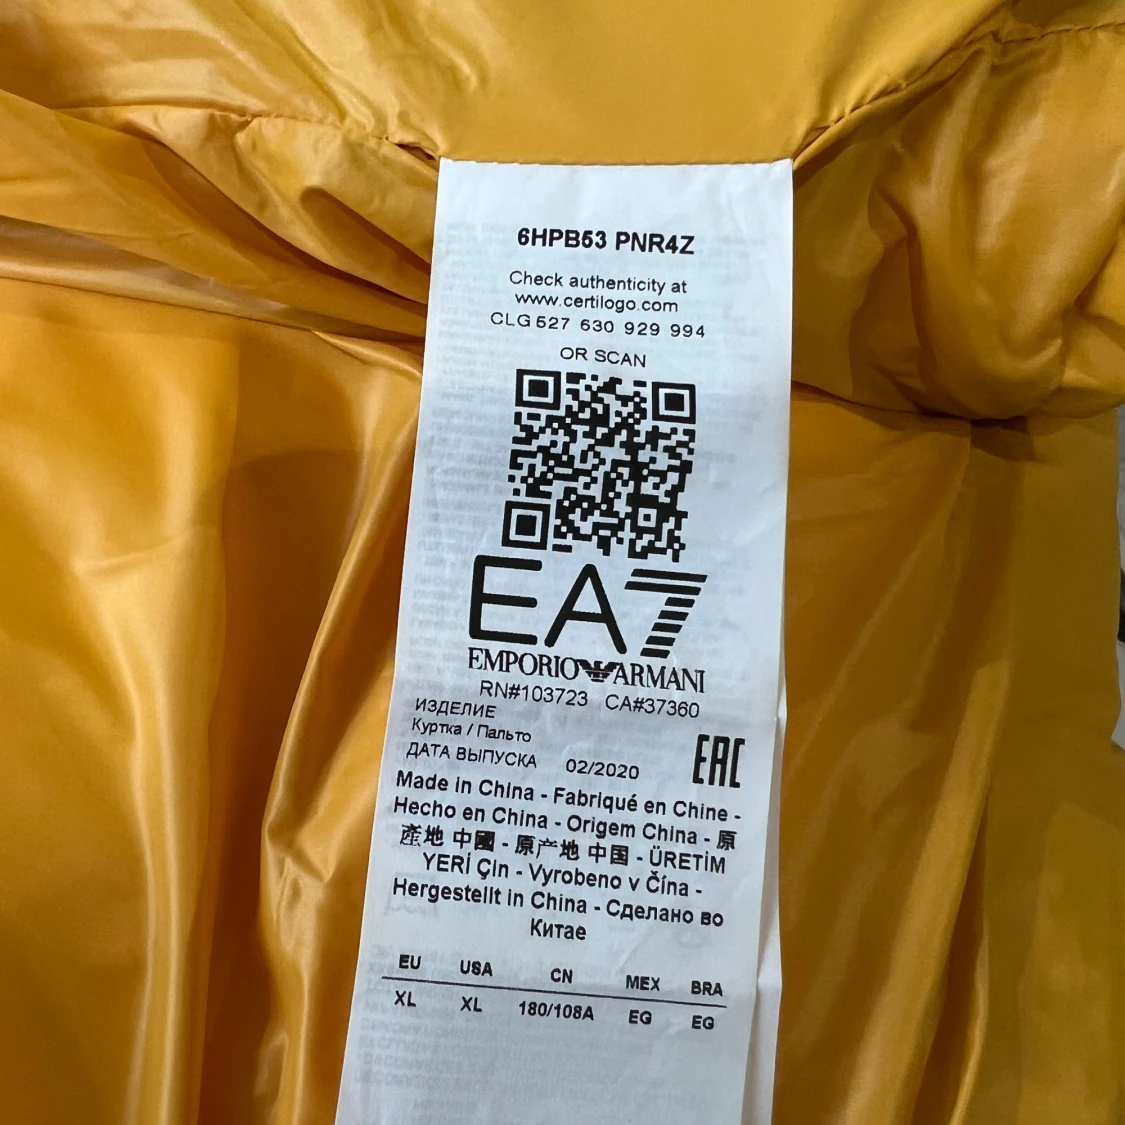 6HPB53 PNR4Z
Check authenticity at
www.certilogo.com
CLG 527 630 929 994
OR SCAN
EA7
EMPORIO ARMANI
RN#103723 CA#37360
ИЗДЕЛИЕ
Куртка / Пальто
ДАТА ВЫПУСКА 02/2020
EAC
Made in China - Fabriqué en Chine -
Hecho en China - Origem China - 原
產地 中國 - 原产地 中国 - ÜRETİM
YERİ Çin - Vyrobeno v Čína -
Hergestellt in China - Сделано во
Китае
EU USA CN MEX BRA
XL XL 180/108A EG EG